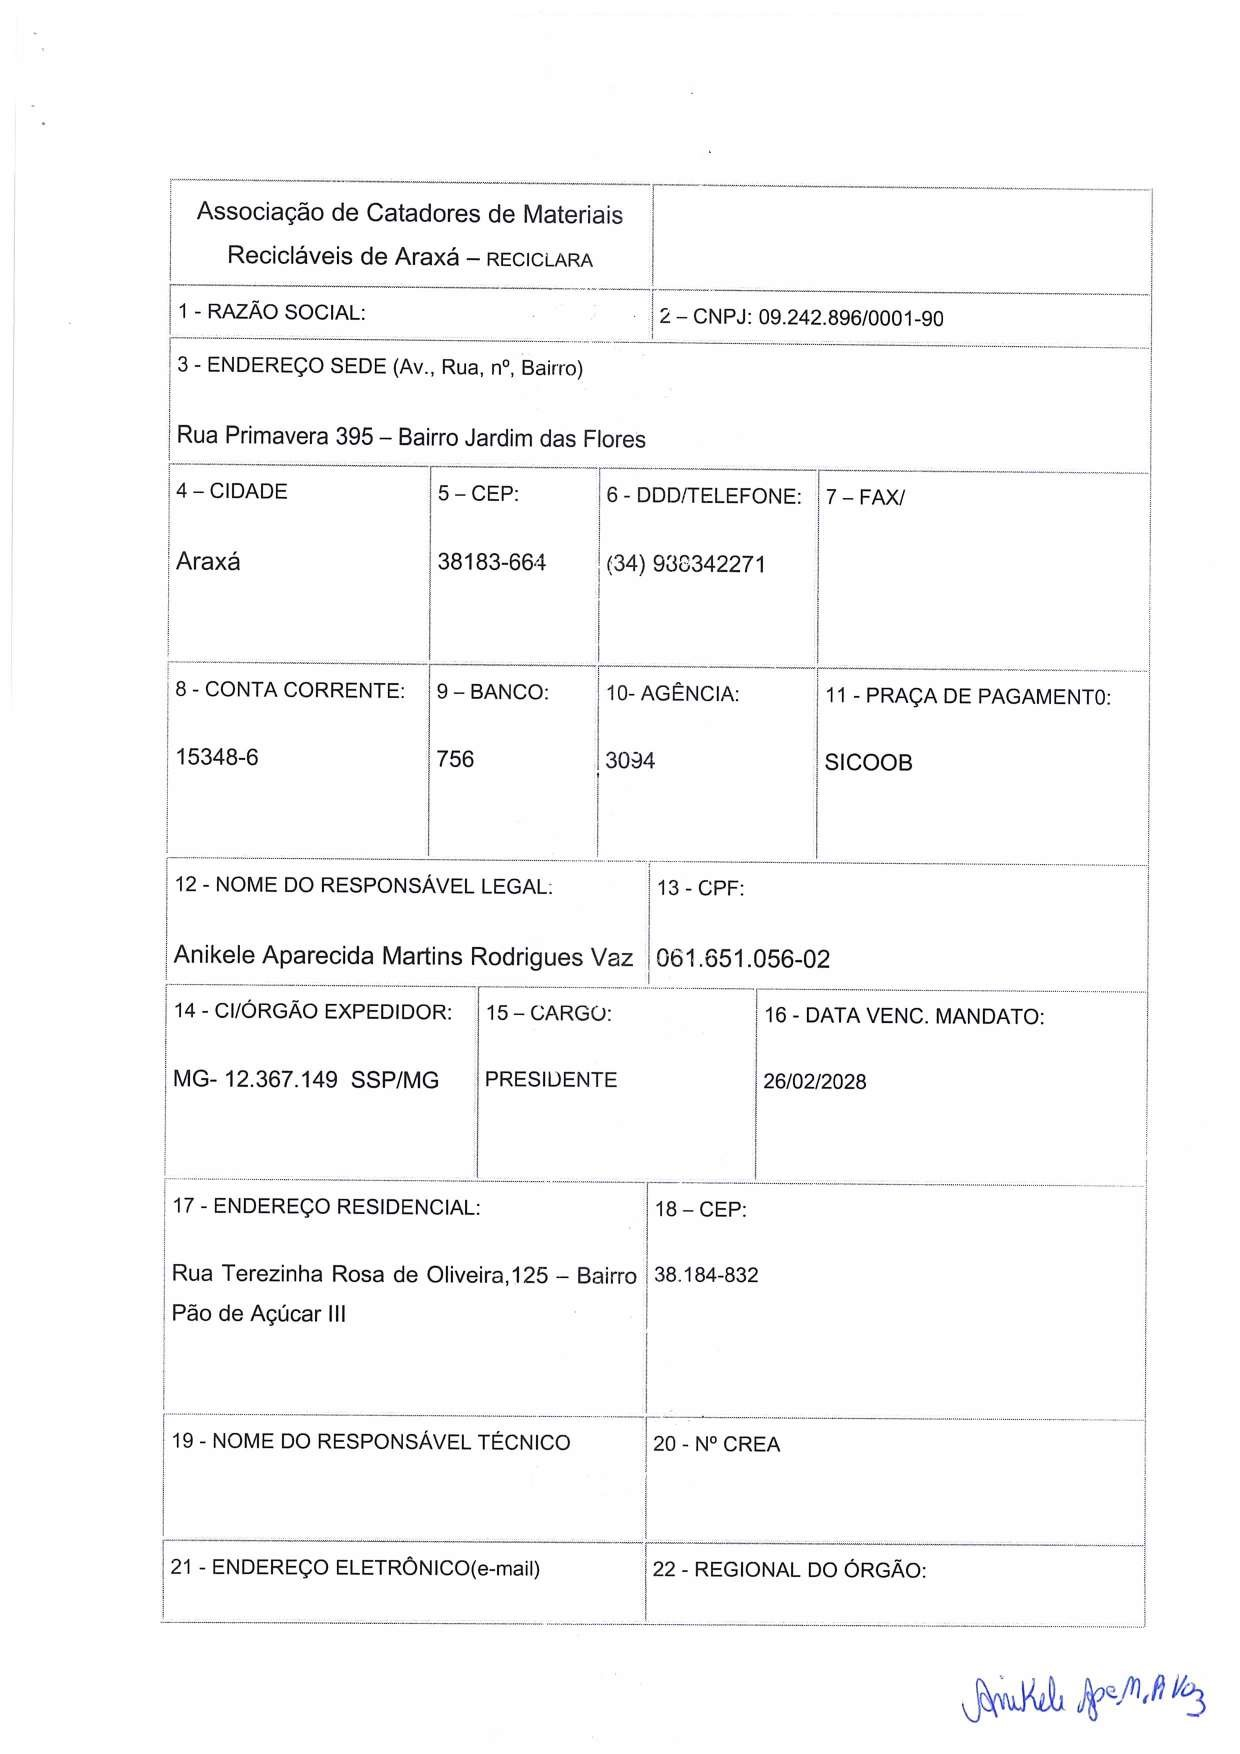 Associação de Catadores de Materiais
Recicláveis de Araxá – RECICLARA
1 - RAZÃO SOCIAL:
2 – CNPJ: 09.242.896/0001-90
3 - ENDEREÇO SEDE (Av., Rua, nº, Bairro)
Rua Primavera 395 – Bairro Jardim das Flores
4 – CIDADE
5 – CEP:
6 - DDD/TELEFONE:
7 – FAX/
Araxá
38183-664
(34)
8 - CONTA CORRENTE:
9 – BANCO:
10- AGÊNCIA:
11 - PRAÇA DE PAGAMENT0:
15348-6
756
3094
SICOOB
12 - NOME DO RESPONSÁVEL LEGAL:
13 - CPF:
Anikele Aparecida Martins Rodrigues Vaz
061.651.056-02
14 - CI/ÓRGÃO EXPEDIDOR:
15 – CARGO:
16 - DATA VENC. MANDATO:
MG- 12.367.149 SSP/MG
PRESIDENTE
26/02/2028
17 - ENDEREÇO RESIDENCIAL:
18 – CEP:
Rua Terezinha Rosa de Oliveira,125 – Bairro
Pão de Açúcar III
38.184-832
19 - NOME DO RESPONSÁVEL TÉCNICO
20 - Nº CREA
21 - ENDEREÇO ELETRÔNICO(e-mail)
22 - REGIONAL DO ÓRGÃO:
Anikele Ape M. R Vaz